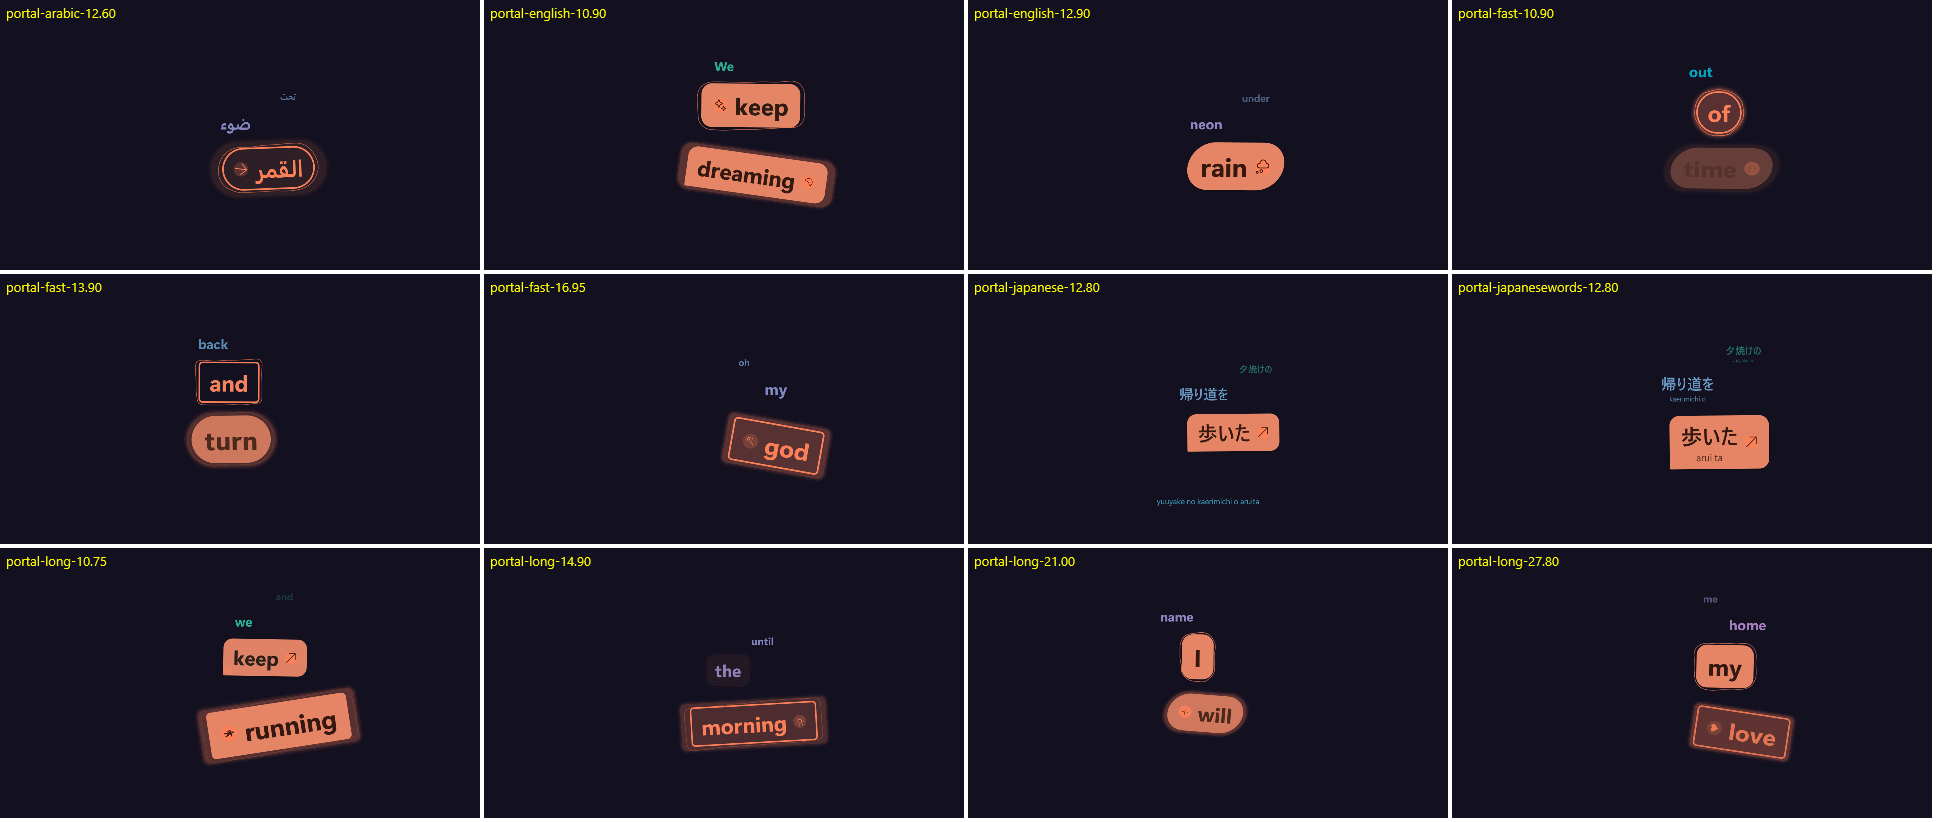 portal-arabic-12.60
تحت
ضوء
القمر
portal-english-10.90
We
keep
dreaming
portal-english-12.90
under
neon
rain
portal-fast-10.90
out
of
time
portal-fast-13.90
back
and
turn
portal-fast-16.95
oh
my
god
portal-japanese-12.80
夕焼けの
帰り道を
歩いた
yuuyake no kaerimichi o aruita
portal-japanesewords-12.80
夕焼けの
帰り道を
kaerimichi o
歩いた
aruita
portal-long-10.75
and
we
keep
running
portal-long-14.90
until
the
morning
portal-long-21.00
name
I
will
portal-long-27.80
me
home
my
love